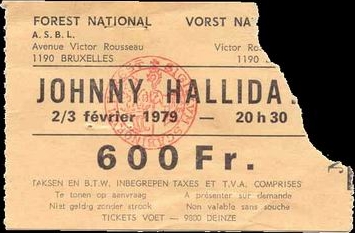 FOREST NATIONAL VORST NA
A.S.B.L.
Avenue Victor Rousseau Victor Ro
1190 BRUXELLES 1190
JOHNNY HALLIDA
2/3 février 1979 — 20 h 30
600 Fr.
TAKSEN EN B.T.W. INBEGREPEN TAXES ET T.V.A. COMPRISES
Te tonen op aanvraag A présenter sur demande
Niet geldig zonder strook Non valable sans souche
TICKETS VOET — 9800 DEINZE